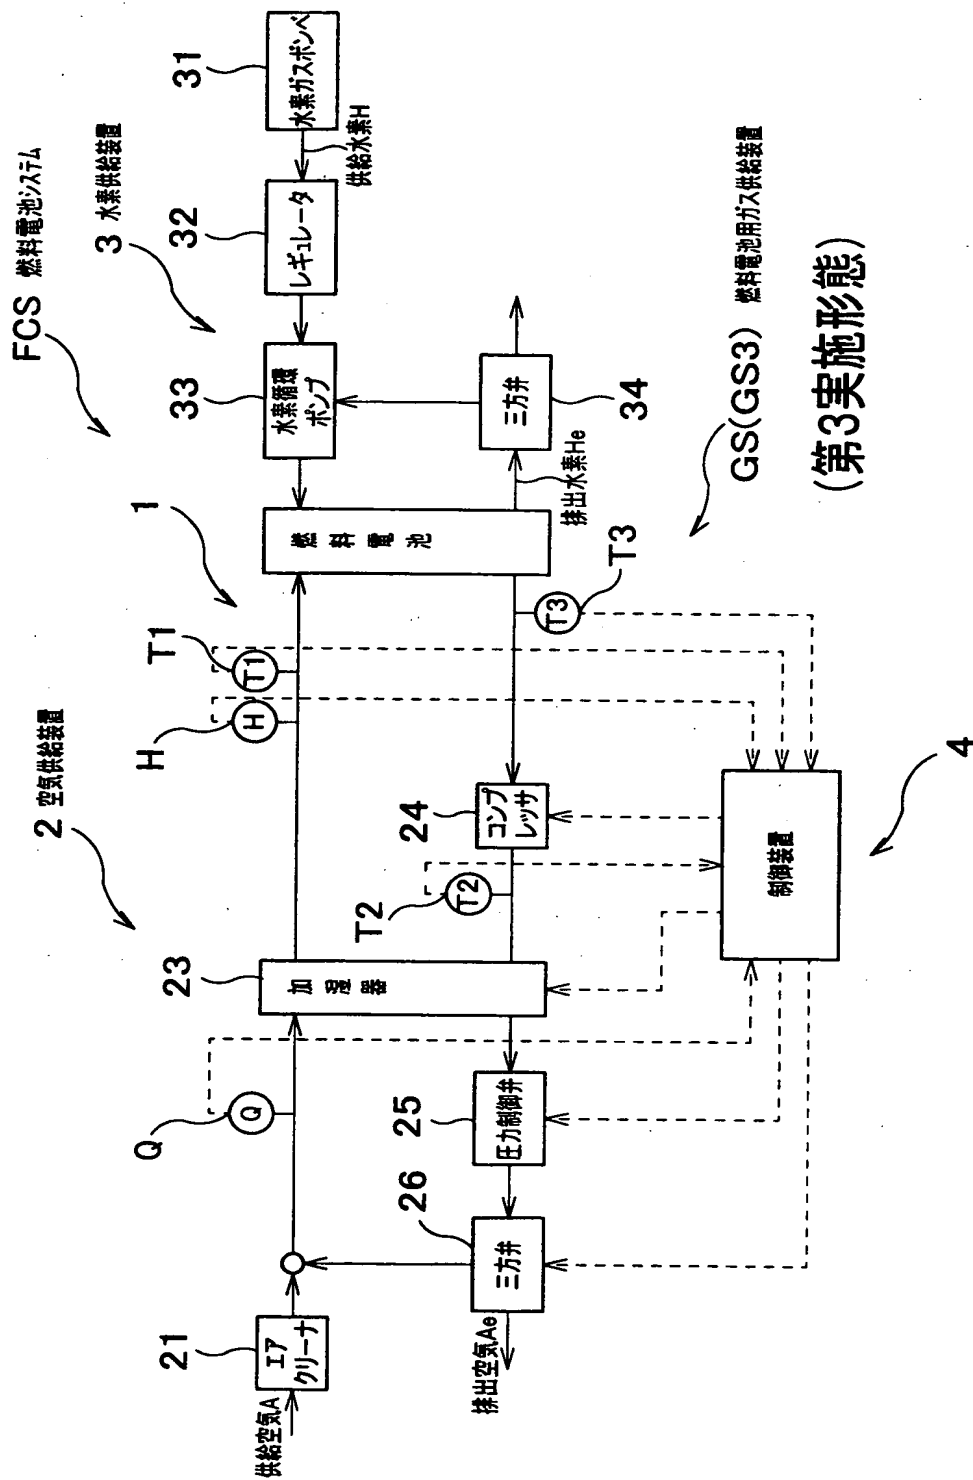 FCS 燃料電池システム
3 水素供給装置
31
水素ガスボンベ
供給水素H
32
レギュレータ
33
水素循環
ポンプ
34
三方弁
排出水素He
1
燃料電池
2 空気供給装置
T1
T1
H
H
T3
T3
GS(GS3) 燃料電池用ガス供給装置
(第3実施形態)
24
コンプ
レッサ
T2
T2
23
加湿器
制御装置
4
Q
Q
25
圧力制御弁
26
三方弁
排出空気Ae
21
エア
クリーナ
供給空気A